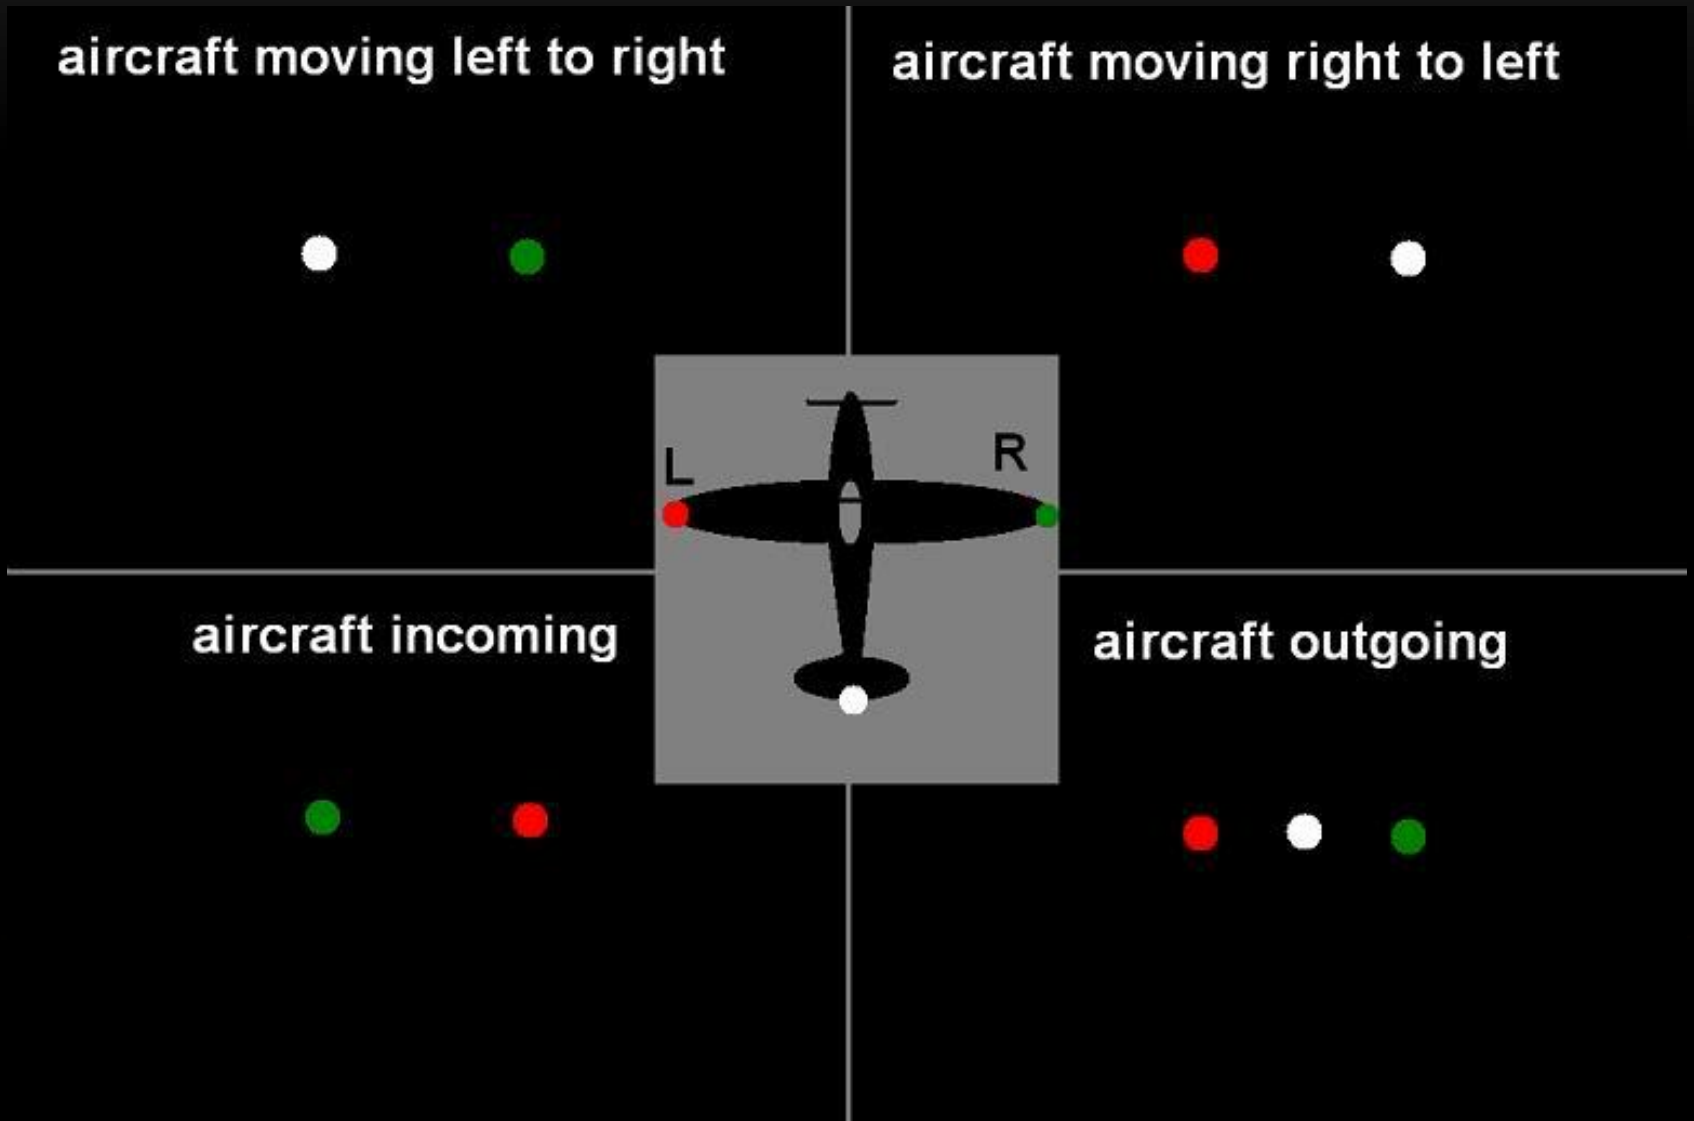 aircraft moving left to right
aircraft moving right to left
L
R
aircraft incoming
aircraft outgoing